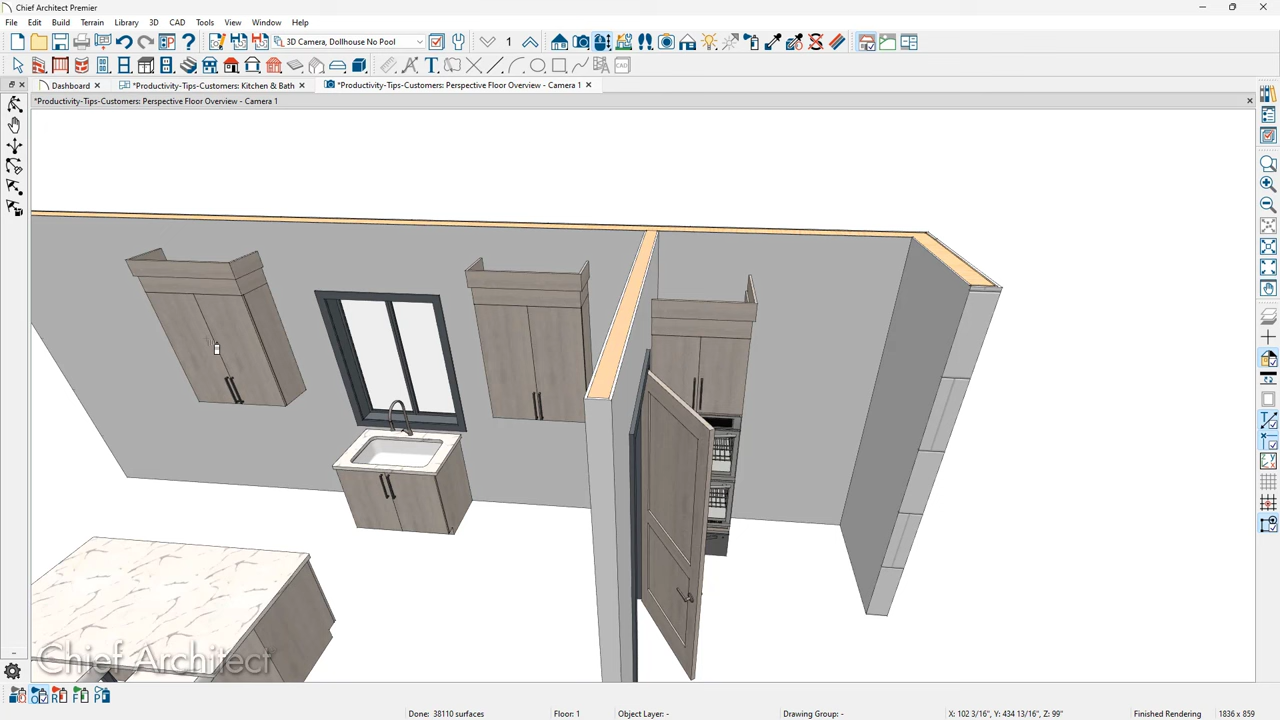 Chief Architect Premier
File Edit Build Terrain Library 3D CAD Tools View Window Help
3D Camera, Dollhouse No Pool 1
Dashboard *Productivity-Tips-Customers: Kitchen & Bath *Productivity-Tips-Customers: Perspective Floor Overview - Camera 1
*Productivity-Tips-Customers: Perspective Floor Overview - Camera 1
Chief Architect
Done: 38110 surfaces Floor: 1 Object Layer: - Drawing Group: - X: 102 3/16", Y: 434 13/16", Z: 99" Finished Rendering 1836 x 859